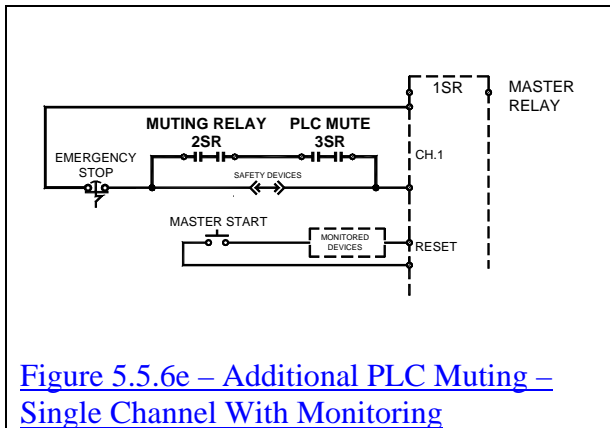 1SR
MASTER
RELAY
MUTING RELAY
2SR
PLC MUTE
3SR
CH.1
EMERGENCY
STOP
SAFETY DEVICES
MASTER START
MONITORED
DEVICES
RESET
Figure 5.5.6e – Additional PLC Muting –
Single Channel With Monitoring